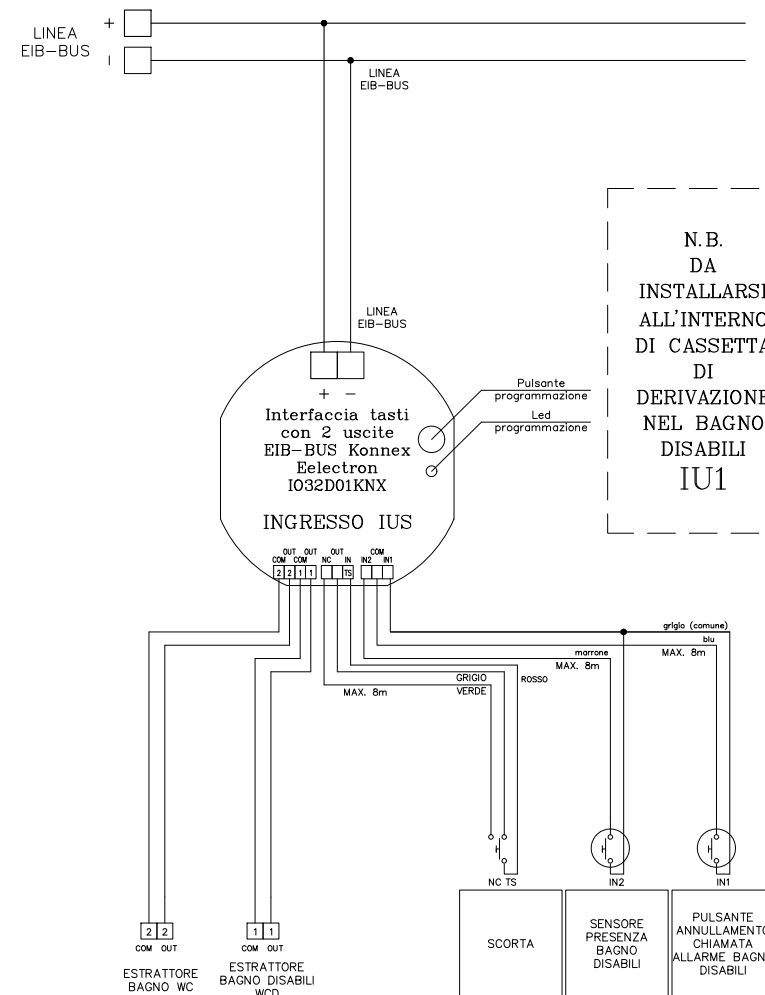 +
LINEA
EIB-BUS
-
LINEA
EIB-BUS
N.B.
DA
INSTALLARSI
ALL'INTERNO
DI CASSETTA
DI
DERIVAZIONE
NEL BAGNO
DISABILI
IU1
LINEA
EIB-BUS
+ -
Pulsante
programmazione
Led
programmazione
Interfaccia tasti
con 2 uscite
EIB-BUS Konnex
Eelectron
IO32D01KNX
INGRESSO IUS
OUT OUT OUT COM
COM COM NC IN IN2 IN1
2 2 1 1 TS
grigio (comune)
blu
MAX. 8m
marrone
MAX. 8m
GRIGIO
ROSSO
VERDE
MAX. 8m
NC TS
IN2
IN1
SCORTA
SENSORE
PRESENZA
BAGNO
DISABILI
PULSANTE
ANNULLAMENTO
CHIAMATA
ALLARME BAGN
DISABILI
2 2
COM OUT
ESTRATTORE
BAGNO WC
1 1
COM OUT
ESTRATTORE
BAGNO DISABILI
WCD